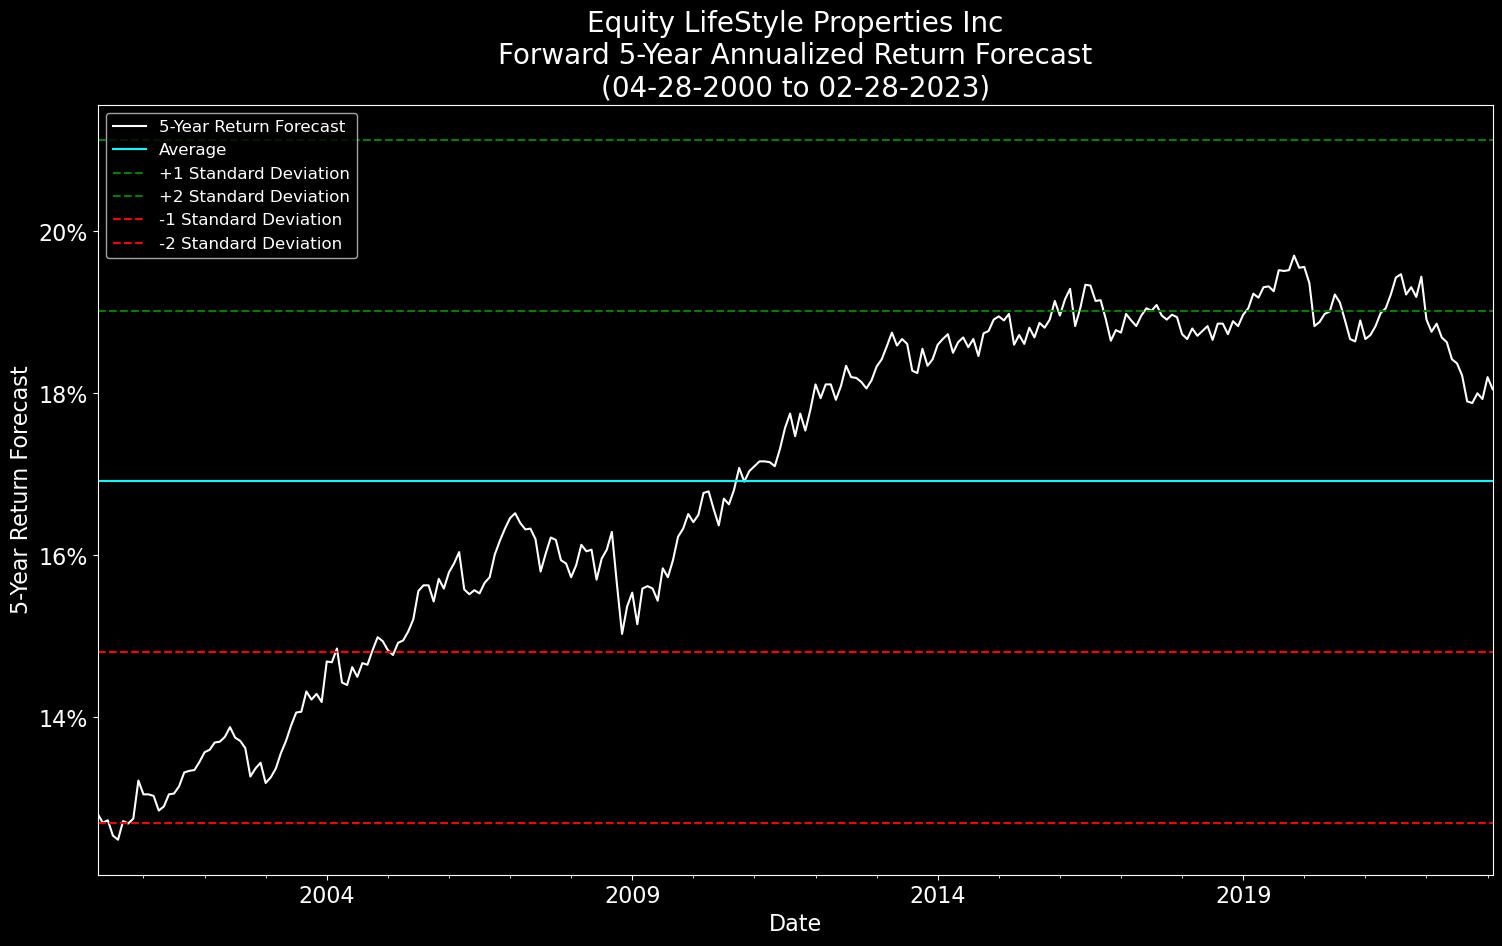 Equity LifeStyle Properties Inc
Forward 5-Year Annualized Return Forecast
(04-28-2000 to 02-28-2023)
5-Year Return Forecast
Average
+1 Standard Deviation
+2 Standard Deviation
-1 Standard Deviation
-2 Standard Deviation
20%
18%
16%
14%
5-Year Return Forecast
2004
2009
2014
2019
Date